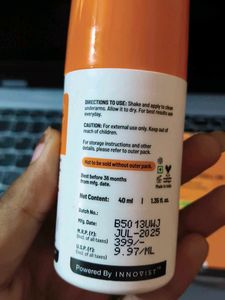 DIRECTIONS TO USE: Shake and apply to clean
underarms. Allow it to dry. For best results use
everyday.
CAUTION: For external use only. Keep out
of reach of children.
For storage instructions and other
details, please refer to outer pack.
Not to be sold without outer pack.
Best before 36 months
from mfg. date.
Made in India
Net Content: 40 ml | 1.35 fl. oz.
Batch No.: B5013UWJ
Mfg. Date: JUL-2025
M.R.P. (₹) 399/-
(Incl. of all taxes)
U.S.P. (₹) 9.97/ML
(Incl. of all taxes)
Powered By INNOVIST